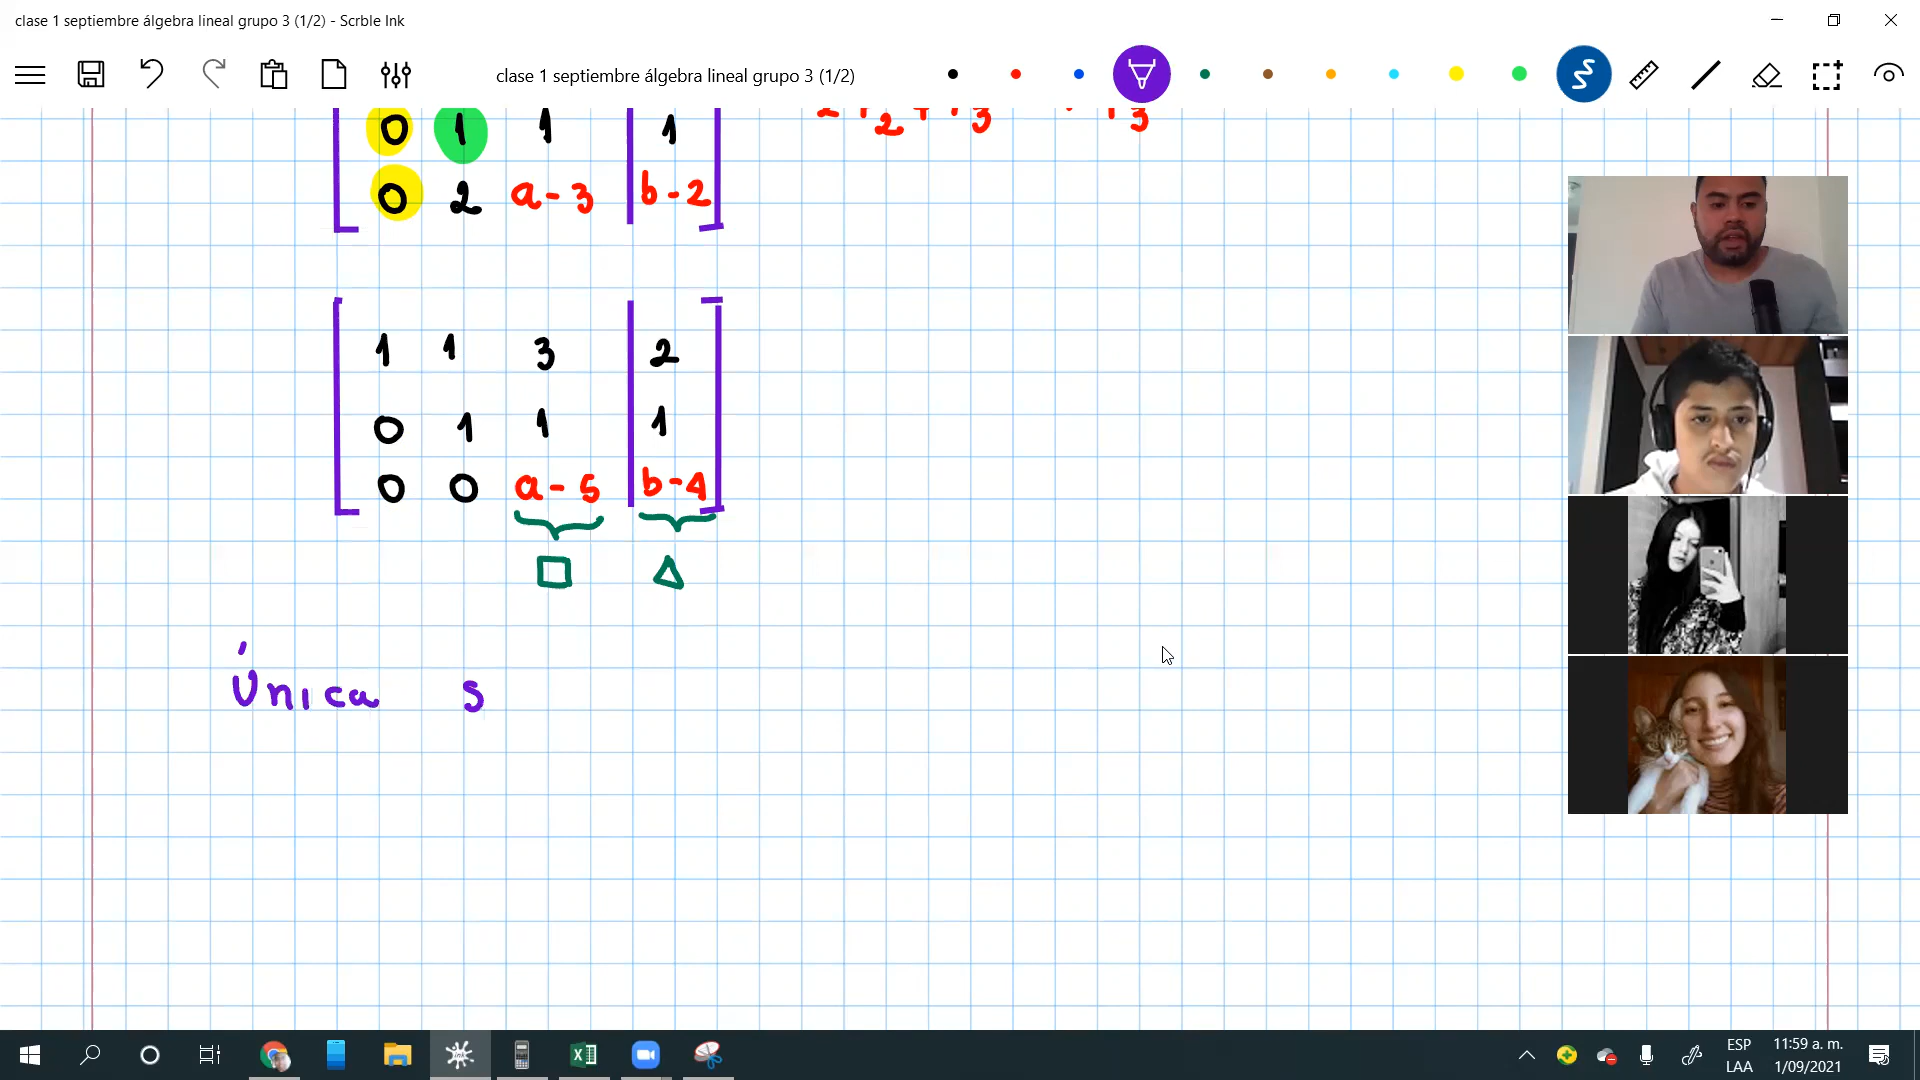 clase 1 septiembre álgebra lineal grupo 3 (1/2) - Scrble Ink
clase 1 septiembre álgebra lineal grupo 3 (1/2)
0 1 1 1
0 2 a-3 b-2
1 1 3 2
0 1 1 1
0 0 a-5 b-4
Única s
ESP
LAA
11:59 a. m.
1/09/2021